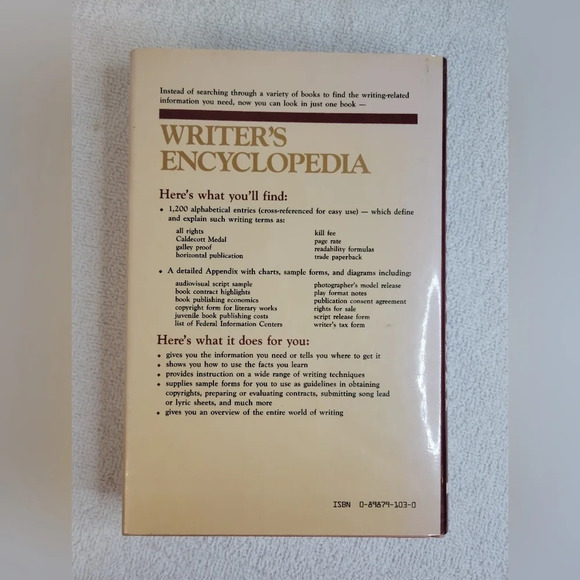 Instead of searching through a variety of books to find the writing-related
information you need, now you can look in just one book —
WRITER'S
ENCYCLOPEDIA
Here's what you'll find:
• 1,200 alphabetical entries (cross-referenced for easy use) — which define
and explain such writing terms as:
all rights
Caldecott Medal
galley proof
horizontal publication
kill fee
page rate
readability formulas
trade paperback
• A detailed Appendix with charts, sample forms, and diagrams including:
audiovisual script sample
book contract highlights
book publishing economics
copyright form for literary works
juvenile book publishing costs
list of Federal Information Centers
photographer's model release
play format notes
publication consent agreement
rights for sale
script release form
writer's tax form
Here's what it does for you:
• gives you the information you need or tells you where to get it
• shows you how to use the facts you learn
• provides instruction on a wide range of writing techniques
• supplies sample forms for you to use as guidelines in obtaining
copyrights, preparing or evaluating contracts, submitting song lead
or lyric sheets, and much more
• gives you an overview of the entire world of writing
ISBN 0-89879-103-0